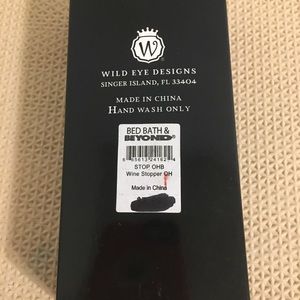 W
WILD EYE DESIGNS
SINGER ISLAND, FL 33404
MADE IN CHINA
HAND WASH ONLY
BED BATH &
BEYOND
STOP OHB
Wine Stopper OH
Made in China